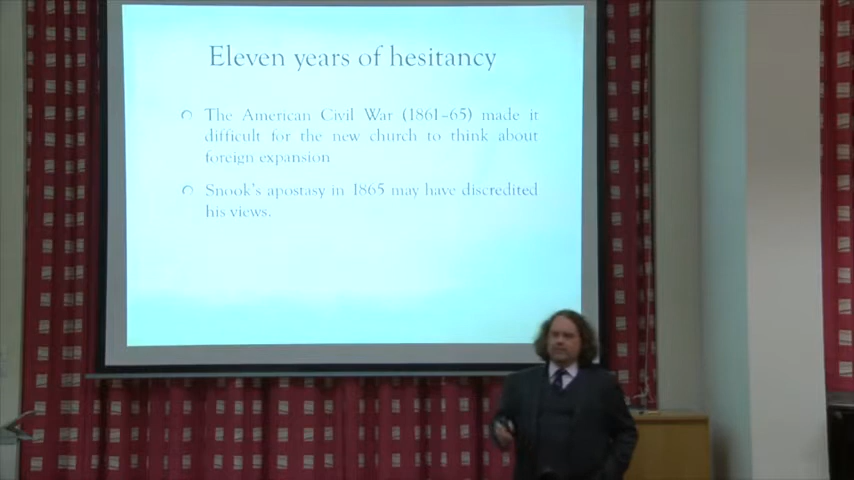 Eleven years of hesitancy
The American Civil War (1861–65) made it
difficult for the new church to think about
foreign expansion
Snook's apostasy in 1865 may have discredited
his views.